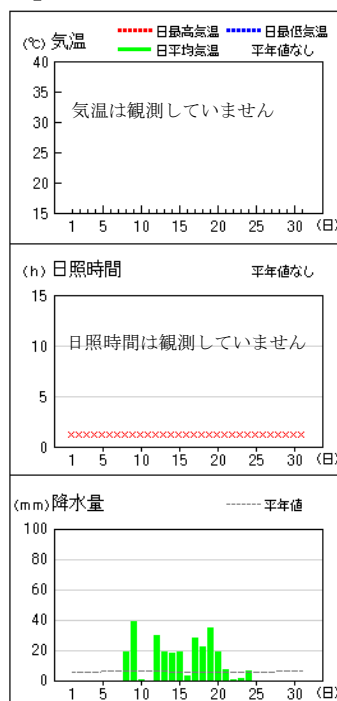 (℃) 気温 日最高気温 日最低気温
日平均気温 平年値なし
40
35
30
25
20
15
気温は観測していません
1 5 10 15 20 25 30 (日)
(h) 日照時間 平年値なし
15
10
5
0
日照時間は観測していません
1 5 10 15 20 25 30 (日)
(mm) 降水量 平年値
100
80
60
40
20
0
1 5 10 15 20 25 30 (日)